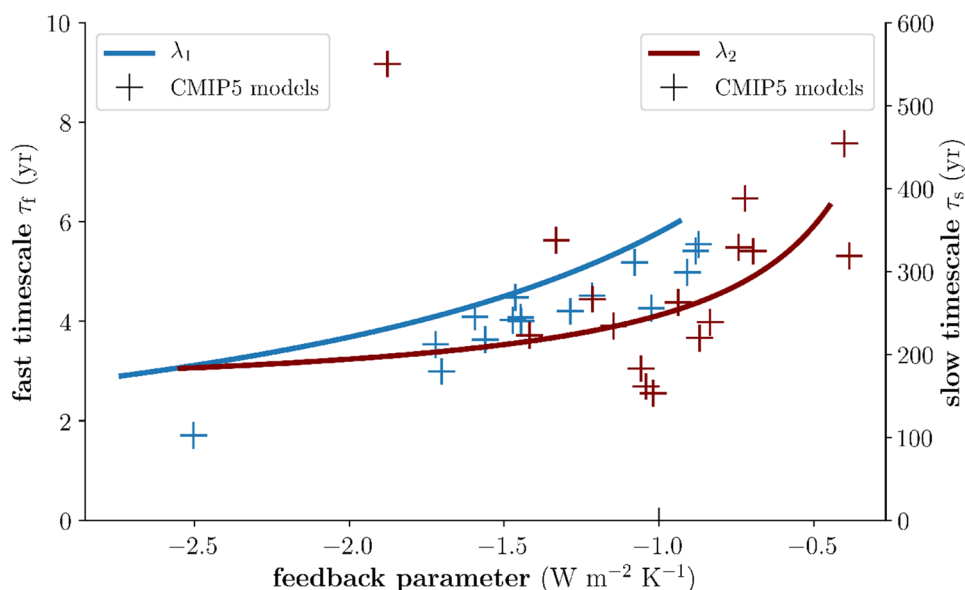 10
8
6
4
2
0
fast timescale τf (yr)
λ1
CMIP5 models
λ2
CMIP5 models
600
500
400
300
200
100
0
slow timescale τs (yr)
−2.5
−2.0
−1.5
−1.0
−0.5
feedback parameter (W m−2 K−1)